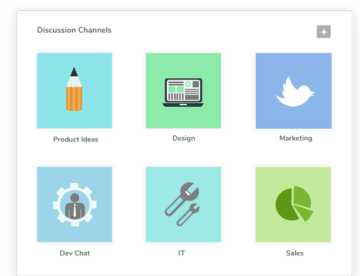 Discussion Channels
+
Product Ideas
Design
Marketing
Dev Chat
IT
Sales